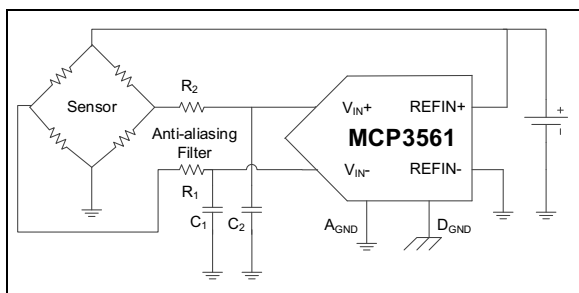 R2
VIN+
REFIN+
Sensor
Anti-aliasing
Filter
MCP3561
+
−
VIN-
REFIN-
R1
C1
C2
AGND
DGND